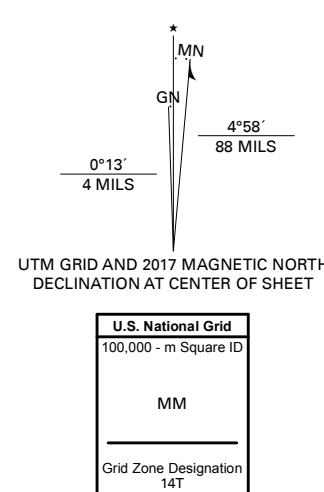 ★
MN
GN
4°58´
88 MILS
0°13´
4 MILS
UTM GRID AND 2017 MAGNETIC NORTH
DECLINATION AT CENTER OF SHEET
U.S. National Grid
100,000 - m Square ID
MM
Grid Zone Designation
14T